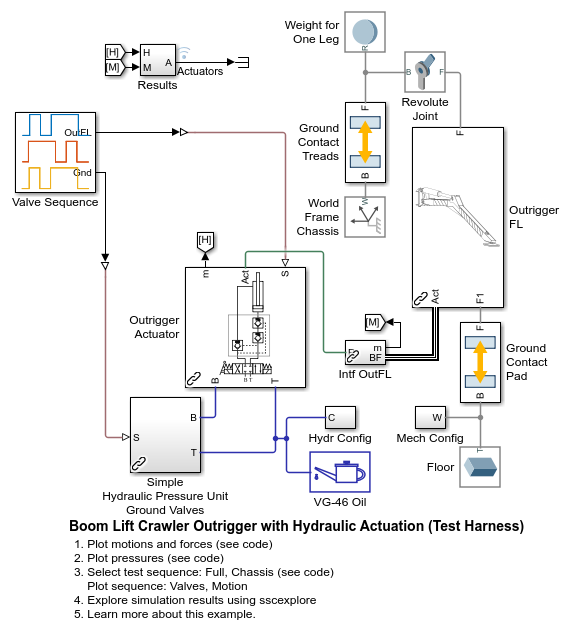 Weight for
One Leg
R
[H]
H
[M]
M
A
Actuators
Results
B
F
Revolute
Joint
OutFL
Gnd
Valve Sequence
F
Ground
Contact
Treads
B
F
W
World
Frame
Chassis
Outrigger
FL
[H]
m
Act
S
Outrigger
Actuator
B T
B
T
Act
F1
[M]
F
m
BF
Intf OutFL
F
Ground
Contact
Pad
B
S
B
T
Simple
Hydraulic Pressure Unit
Ground Valves
C
Hydr Config
W
Mech Config
T
Floor
VG-46 Oil
Boom Lift Crawler Outrigger with Hydraulic Actuation (Test Harness)
1. Plot motions and forces (see code)
2. Plot pressures (see code)
3. Select test sequence: Full, Chassis (see code)
Plot sequence: Valves, Motion
4. Explore simulation results using sscexplore
5. Learn more about this example.